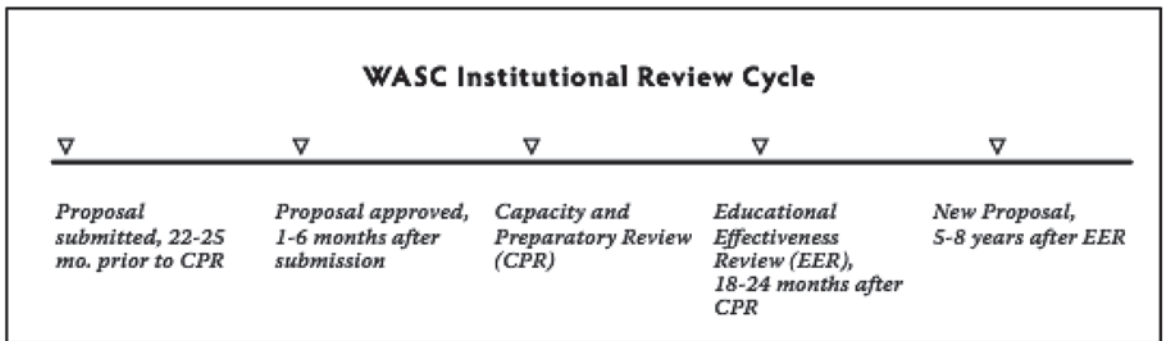 WASC Institutional Review Cycle
Proposal
submitted, 22-25
mo. prior to CPR
Proposal approved,
1-6 months after
submission
Capacity and
Preparatory Review
(CPR)
Educational
Effectiveness
Review (EER),
18-24 months after
CPR
New Proposal,
5-8 years after EER